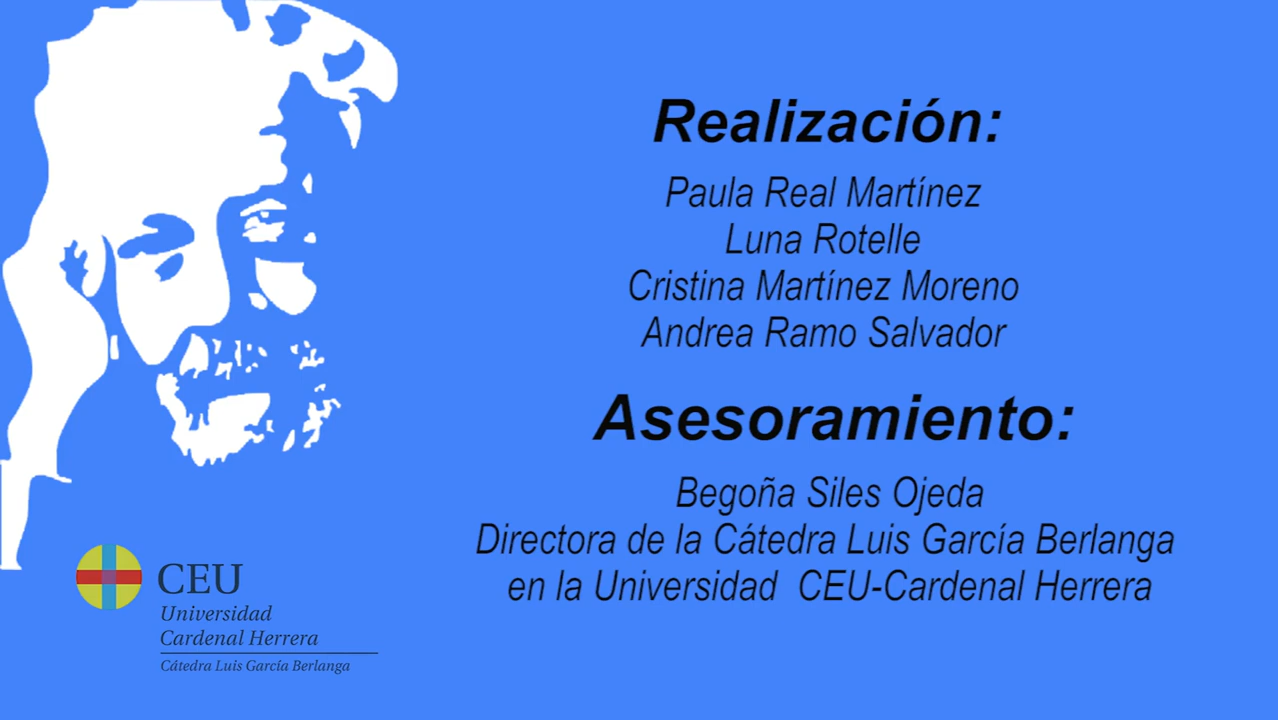 Realización:
Paula Real Martínez
Luna Rotelle
Cristina Martínez Moreno
Andrea Ramo Salvador
Asesoramiento:
Begoña Siles Ojeda
Directora de la Cátedra Luis García Berlanga
en la Universidad CEU-Cardenal Herrera
CEU
Universidad
Cardenal Herrera
Cátedra Luis García Berlanga